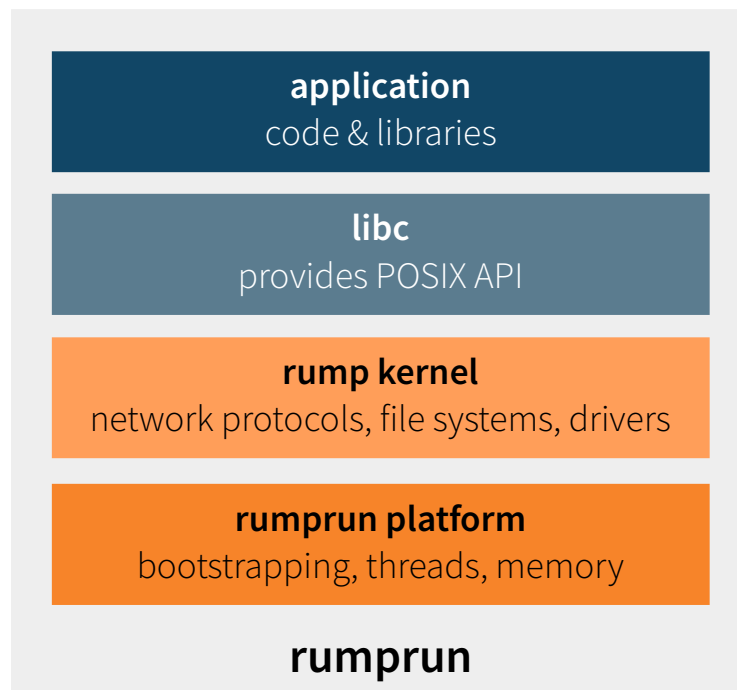 application
code & libraries
libc
provides POSIX API
rump kernel
network protocols, file systems, drivers
rumprun platform
bootstrapping, threads, memory
rumprun